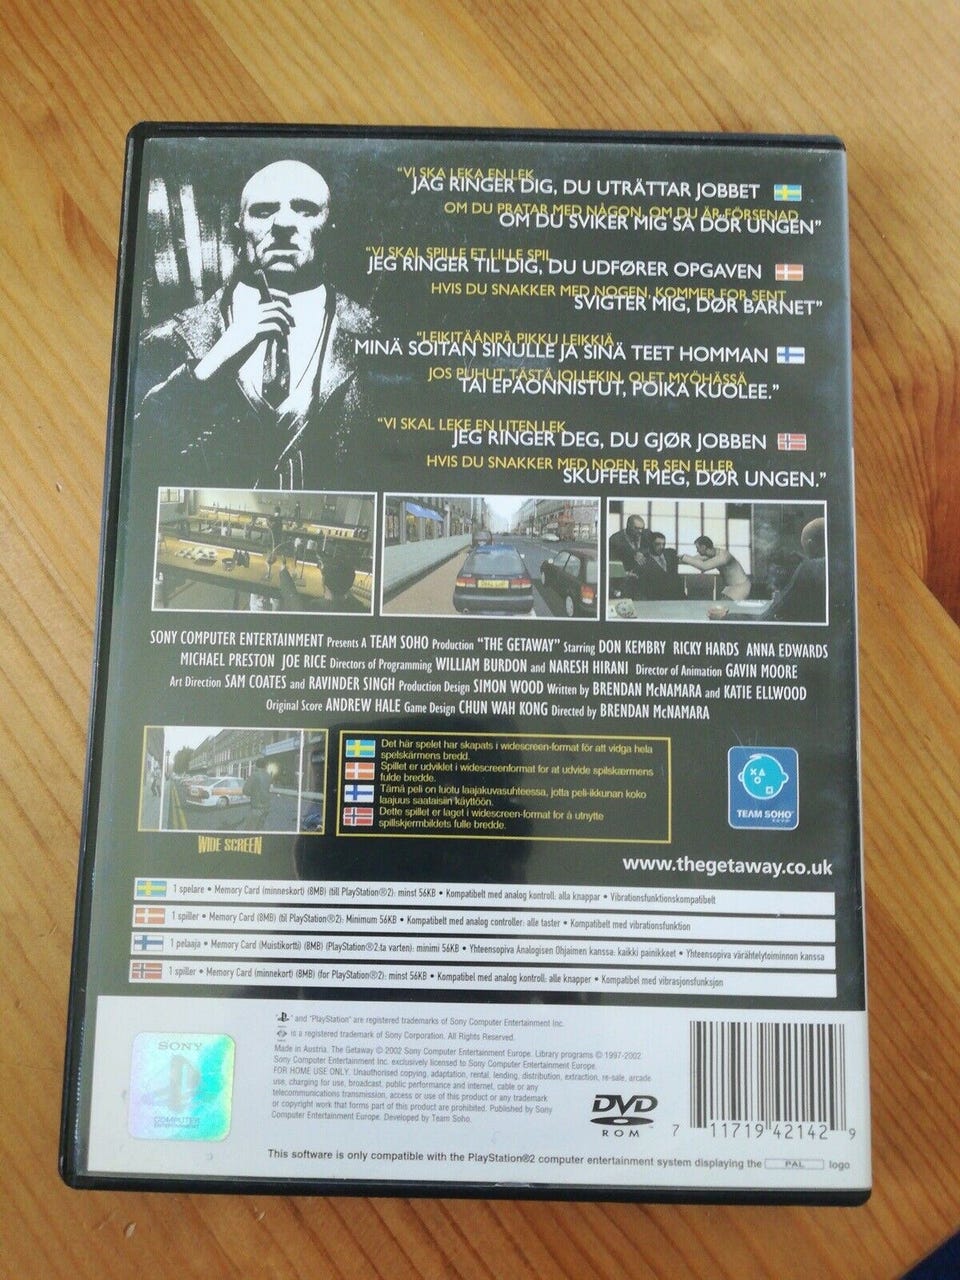 "VI SKA LEKA EN LEK
JAG RINGER DIG, DU UTRÄTTAR JOBBET
OM DU PRATAR MED NÅGON, OM DU ÄR FÖRSENAD
OM DU SVIKER MIG SÅ DÖR UNGEN"
"VI SKAL SPILLE ET LILLE SPIL
JEG RINGER TIL DIG, DU UDFØRER OPGAVEN
HVIS DU SNAKKER MED NOGEN, KOMMER FOR SENT
SVIGTER MIG, DØR BARNET"
"LEIKITÄÄNPÄ PIKKU LEIKKIÄ
MINÄ SOITAN SINULLE JA SINÄ TEET HOMMAN
JOS PUHUT TÄSTÄ JOLLEKIN, OLET MYÖHÄSSÄ
TAI EPÄONNISTUT, POIKA KUOLEE."
"VI SKAL LEKE EN LITEN LEK
JEG RINGER DEG, DU GJØR JOBBEN
HVIS DU SNAKKER MED NOEN, ER SEN ELLER
SKUFFER MEG, DØR UNGEN."
SONY COMPUTER ENTERTAINMENT Presents A TEAM SOHO Production "THE GETAWAY" Starring DON KEMBRY RICKY HARDS ANNA EDWARDS
MICHAEL PRESTON JOE RICE Directors of Programming WILLIAM BURDON and NARESH HIRANI Director of Animation GAVIN MOORE
Art Direction SAM COATES and RAVINDER SINGH Production Design SIMON WOOD Written by BRENDAN McNAMARA and KATIE ELLWOOD
Original Score ANDREW HALE Game Design CHUN WAH KONG Directed by BRENDAN McNAMARA
Det här spelet har skapats i widescreen-format för att vidga hela
spelskärmens bredd.
Spillet er udviklet i widescreenformat for at udvide spilskærmens
fulde bredde.
Tämä peli on luotu laajakuvasuhteessa, jotta peli-ikkunan koko
laajuus saataisiin käyttöön.
Dette spillet er laget i widescreen-format for å utnytte
spillskjermbildets fulle bredde.
WIDE SCREEN
TEAM SOHO
www.thegetaway.co.uk
1 spelare • Memory Card (minneskort) (8MB) (till PlayStation®2): minst 56KB • Kompatibelt med analog kontroll: alla knappar • Vibrationsfunktionskompatibelt
1 spiller • Memory Card (8MB) (til PlayStation®2): Minimum 56KB • Kompatibelt med analog controller: alle taster • Kompatibelt med vibrationsfunktion
1 pelaaja • Memory Card (Muistikortti) (8MB) (PlayStation®2:ta varten): minimi 56KB • Yhteensopiva Analogisen Ohjaimen kanssa: kaikki painikkeet • Yhteensopiva värähtelytoiminnon kanssa
1 spiller • Memory Card (minnekort) (8MB) (for PlayStation®2): minst 56KB • Kompatibel med analog kontroll: alle knapper • Kompatibel med vibrasjonsfunksjon
" " and "PlayStation" are registered trademarks of Sony Computer Entertainment Inc.
is a registered trademark of Sony Corporation. All Rights Reserved.
Made in Austria. The Getaway © 2002 Sony Computer Entertainment Europe. Library programs © 1997-2002
Sony Computer Entertainment Inc. exclusively licensed to Sony Computer Entertainment Europe.
FOR HOME USE ONLY. Unauthorised copying, adaptation, rental, lending, distribution, extraction, re-sale, arcade
use, charging for use, broadcast, public performance and internet, cable or any
telecommunications transmission, access or use of this product or any trademark
or copyright work that forms part of this product are prohibited. Published by Sony
Computer Entertainment Europe. Developed by Team Soho.
SONY
COMPUTER
ENTERTAINMENT
DVD
ROM
7 11719 42142 9
This software is only compatible with the PlayStation®2 computer entertainment system displaying the PAL logo